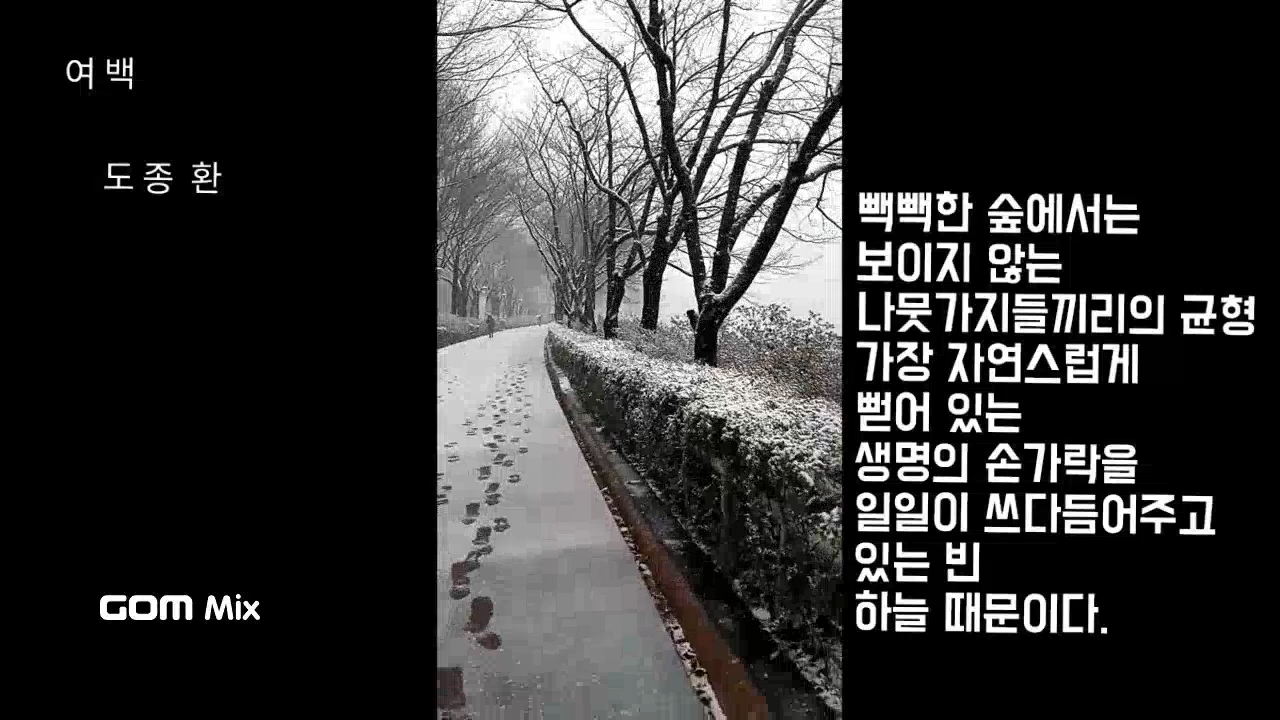 여 백
도 종 환
빽빽한 숲에서는
보이지 않는
나뭇가지들끼리의 균형
가장 자연스럽게
뻗어 있는
생명의 손가락을
일일이 쓰다듬어주고
있는 빈
하늘 때문이다.
GOM Mix